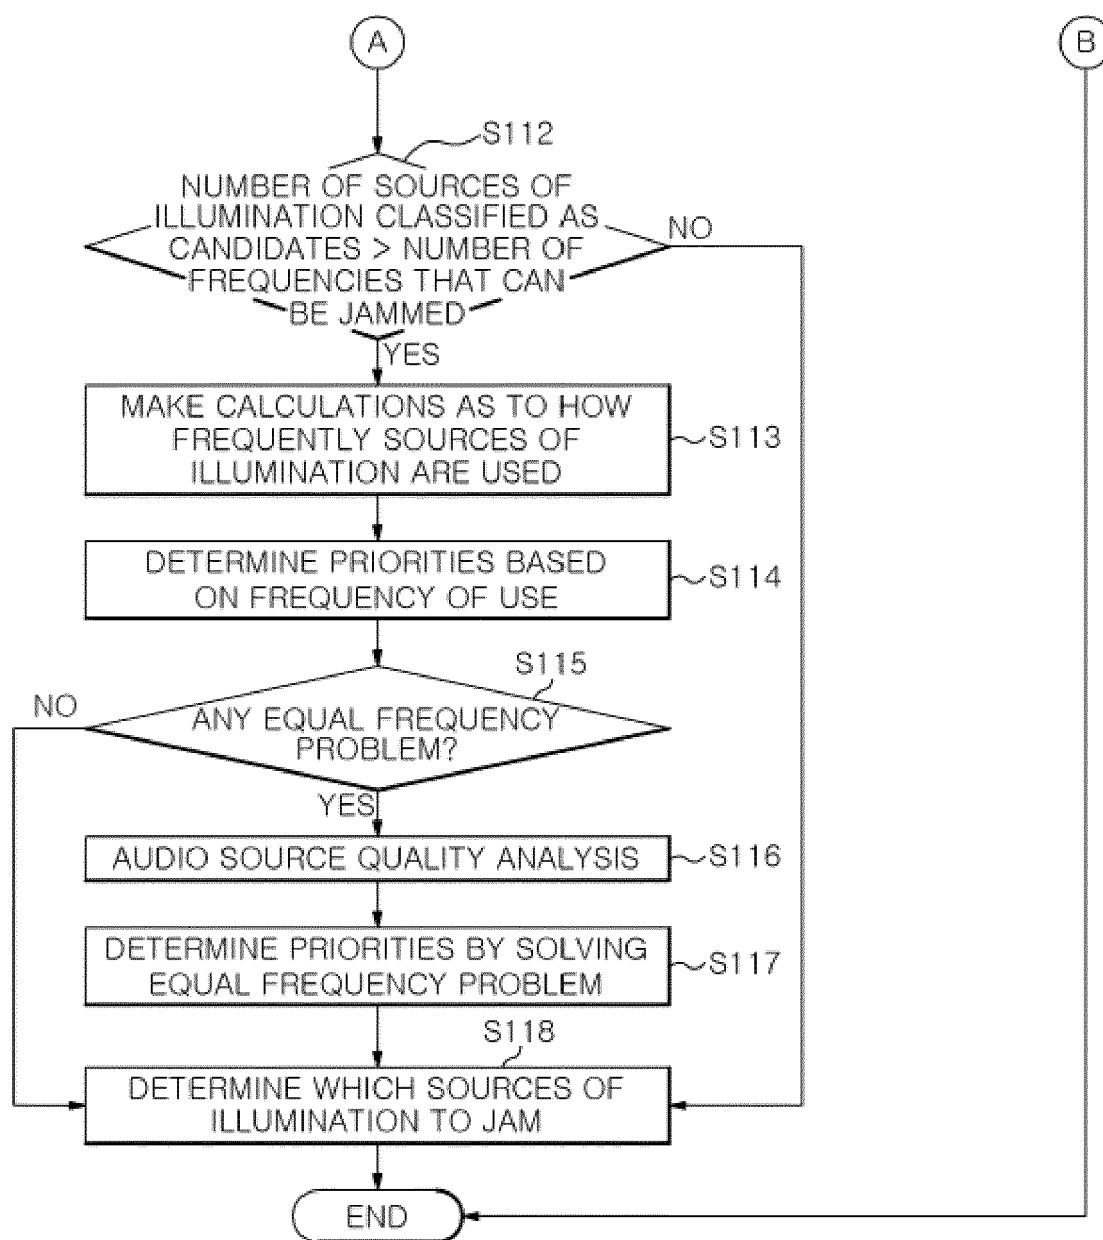 A
B
S112
NUMBER OF SOURCES OF
ILLUMINATION CLASSIFIED AS
CANDIDATES > NUMBER OF
FREQUENCIES THAT CAN
BE JAMMED
NO
YES
MAKE CALCULATIONS AS TO HOW
FREQUENTLY SOURCES OF
ILLUMINATION ARE USED
S113
DETERMINE PRIORITIES BASED
ON FREQUENCY OF USE
S114
S115
NO
ANY EQUAL FREQUENCY
PROBLEM?
YES
AUDIO SOURCE QUALITY ANALYSIS
S116
DETERMINE PRIORITIES BY SOLVING
EQUAL FREQUENCY PROBLEM
S117
S118
DETERMINE WHICH SOURCES OF
ILLUMINATION TO JAM
END